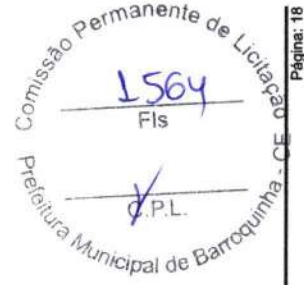 Comissão Permanente de Licitação
1564
Fls
C.P.L.
Prefeitura Municipal de Barroquinha - CE
Página: 18